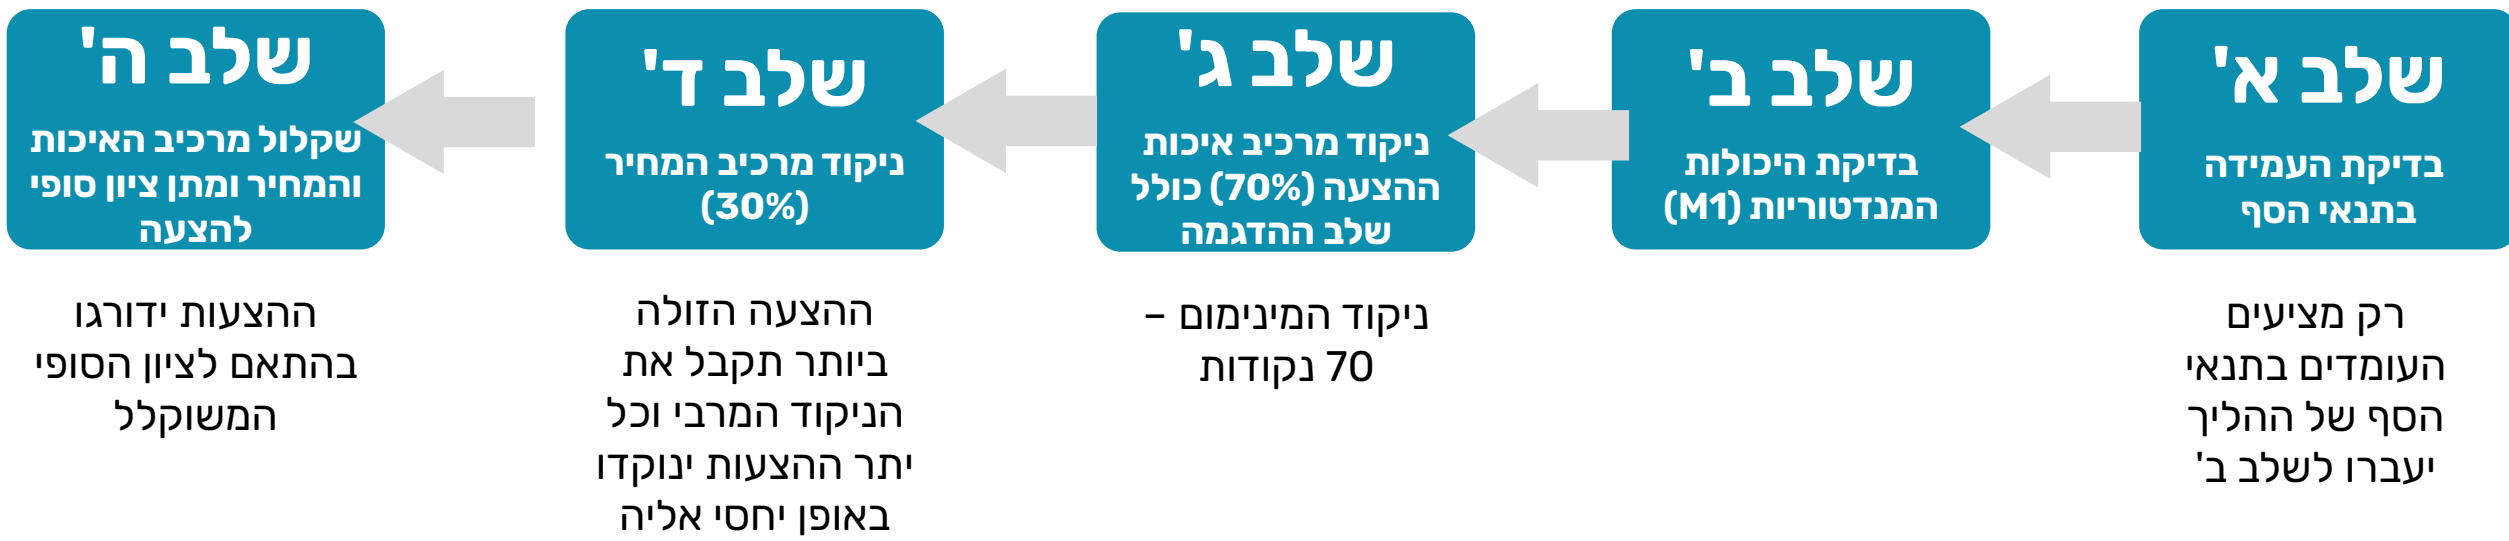 שלב א'
בדיקת העמידה
בתנאי הסף
רק מציעים
העומדים בתנאי
הסף של ההליך
יעברו לשלב ב'
שלב ב'
בדיקת היכולות
המנדטוריות (M1)
שלב ג'
ניקוד מרכיב איכות
ההצעה (70%) כולל
שלב ההדגמה
ניקוד המינימום –
70 נקודות
שלב ד'
ניקוד מרכיב המחיר
(30%)
ההצעה הזולה
ביותר תקבל את
הניקוד המרבי וכל
יתר ההצעות ינוקדו
באופן יחסי אליה
שלב ה'
שקלול מרכיב האיכות
והמחיר ומתן ציון סופי
להצעה
ההצעות ידורגו
בהתאם לציון הסופי
המשוקלל